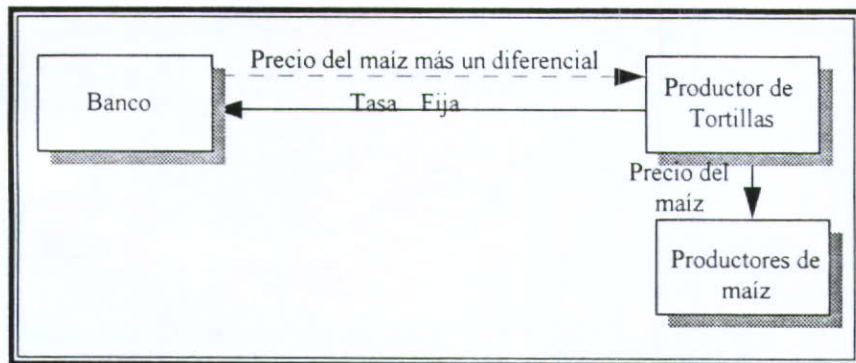 Precio del maíz más un diferencial
Banco
Tasa Fija
Productor de
Tortillas
Precio del
maíz
Productores de
maíz